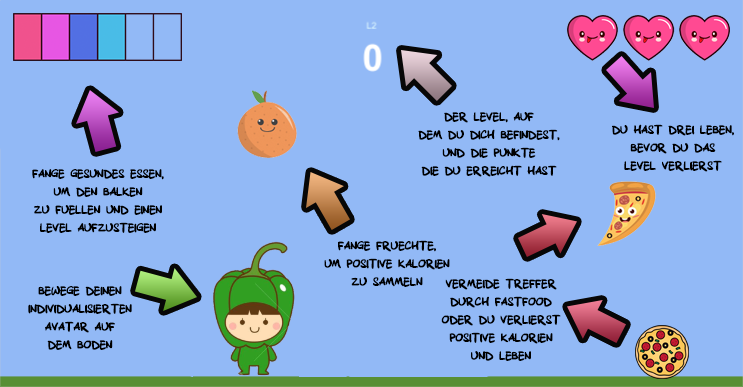 L2
0
DER LEVEL, AUF
DEM DU DICH BEFINDEST,
UND DIE PUNKTE
DIE DU ERREICHT HAST
DU HAST DREI LEBEN,
BEVOR DU DAS
LEVEL VERLIERST
FANGE GESUNDES ESSEN,
UM DEN BALKEN
ZU FUELLEN UND EINEN
LEVEL AUFZUSTEIGEN
FANGE FRUECHTE,
UM POSITIVE KALORIEN
ZU SAMMELN
BEWEGE DEINEN
INDIVIDUALISIERTEN
AVATAR AUF
DEM BODEN
VERMEIDE TREFFER
DURCH FASTFOOD
ODER DU VERLIERST
POSITIVE KALORIEN
UND LEBEN